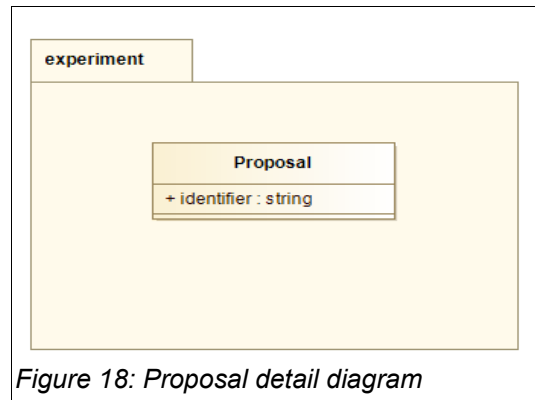 experiment
Proposal
+ identifier : string
Figure 18: Proposal detail diagram